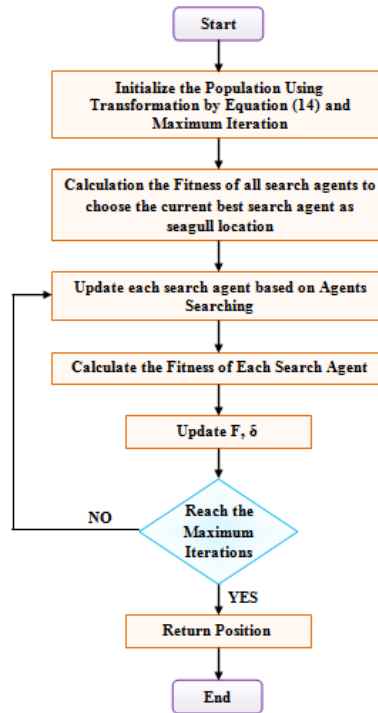 Start
Initialize the Population Using
Transformation by Equation (14) and
Maximum Iteration
Calculation the Fitness of all search agents to
choose the current best search agent as
seagull location
Update each search agent based on Agents
Searching
Calculate the Fitness of Each Search Agent
Update F, δ
Reach the
Maximum
Iterations
NO
YES
Return Position
End